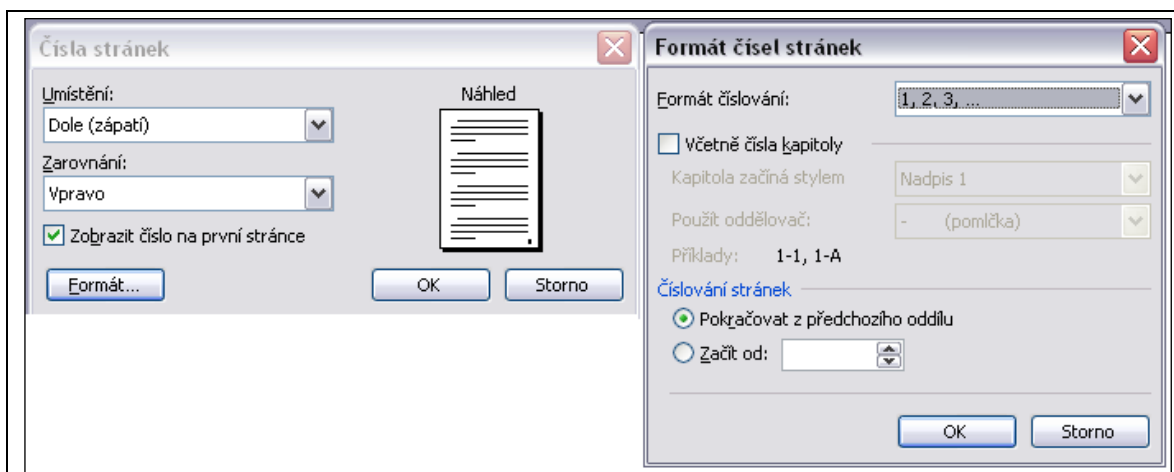 Čísla stránek
Umístění:
Náhled
Dole (zápatí)
Zarovnání:
Vpravo
Zobrazit číslo na první stránce
Formát...
OK
Storno
Formát čísel stránek
Formát číslování:
1, 2, 3, ...
Včetně čísla kapitoly
Kapitola začíná stylem
Nadpis 1
Použít oddělovač:
- (pomlčka)
Příklady: 1-1, 1-A
Číslování stránek
Pokračovat z předchozího oddílu
Začít od:
OK
Storno